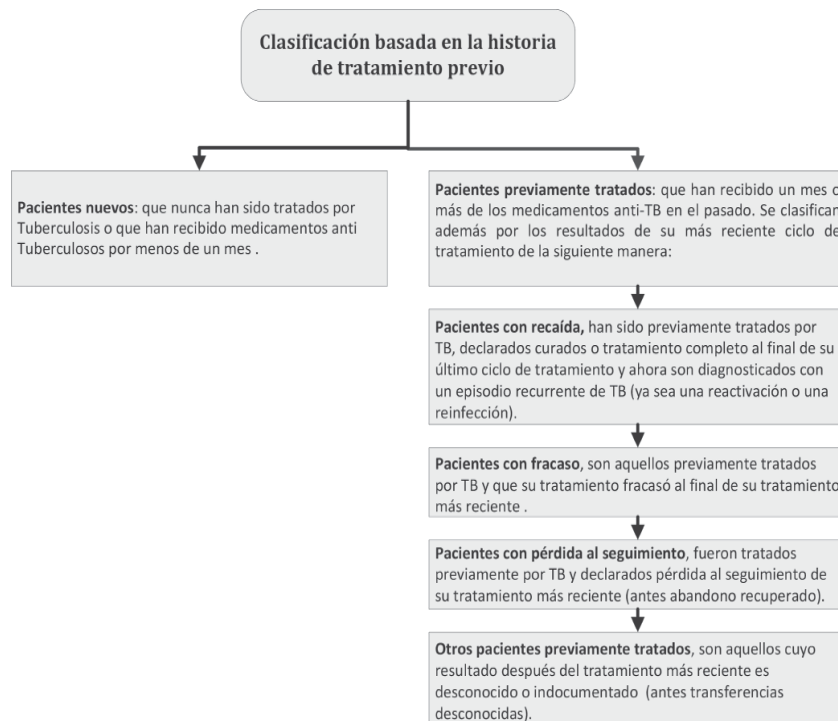 Clasificación basada en la historia
de tratamiento previo
Pacientes nuevos: que nunca han sido tratados por
Tuberculosis o que han recibido medicamentos anti
Tuberculosos por menos de un mes .
Pacientes previamente tratados: que han recibido un mes o
más de los medicamentos anti-TB en el pasado. Se clasifican
además por los resultados de su más reciente ciclo de
tratamiento de la siguiente manera:
Pacientes con recaída, han sido previamente tratados por
TB, declarados curados o tratamiento completo al final de su
último ciclo de tratamiento y ahora son diagnosticados con
un episodio recurrente de TB (ya sea una reactivación o una
reinfección).
Pacientes con fracaso, son aquellos previamente tratados
por TB y que su tratamiento fracasó al final de su tratamiento
más reciente .
Pacientes con pérdida al seguimiento, fueron tratados
previamente por TB y declarados pérdida al seguimiento de
su tratamiento más reciente (antes abandono recuperado).
Otros pacientes previamente tratados, son aquellos cuyo
resultado después del tratamiento más reciente es
desconocido o indocumentado (antes transferencias
desconocidas).